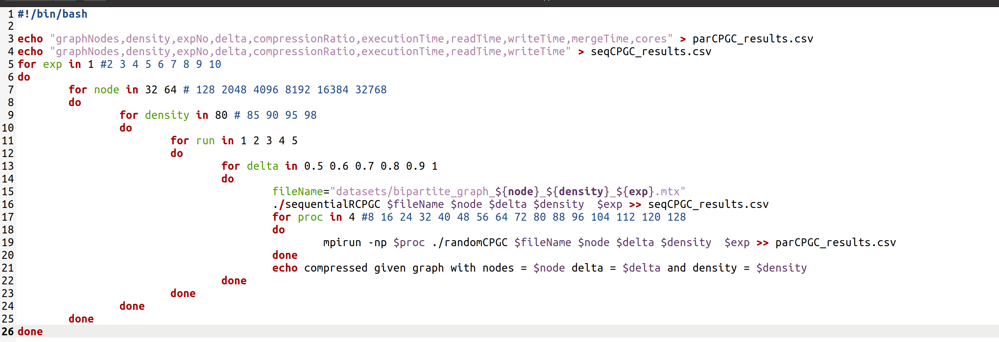 1 #!/bin/bash
2
3 echo "graphNodes,density,expNo,delta,compressionRatio,executionTime,readTime,writeTime,mergeTime,cores" > parCPGC_results.csv
4 echo "graphNodes,density,expNo,delta,compressionRatio,executionTime,readTime,writeTime" > seqCPGC_results.csv
5 for exp in 1 #2 3 4 5 6 7 8 9 10
6 do
7 for node in 32 64 # 128 2048 4096 8192 16384 32768
8 do
9 for density in 80 # 85 90 95 98
10 do
11 for run in 1 2 3 4 5
12 do
13 for delta in 0.5 0.6 0.7 0.8 0.9 1
14 do
15 fileName="datasets/bipartite_graph_${node}_${density}_${exp}.mtx"
16 ./sequentialRCPGC $fileName $node $delta $density  $exp >> seqCPGC_results.csv
17 for proc in 4 #8 16 24 32 40 48 56 64 72 80 88 96 104 112 120 128
18 do
19 mpirun -np $proc ./randomCPGC $fileName $node $delta $density  $exp >> parCPGC_results.csv
20 done
21 echo compressed given graph with nodes = $node delta = $delta and density = $density
22 done
23 done
24 done
25 done
26 done